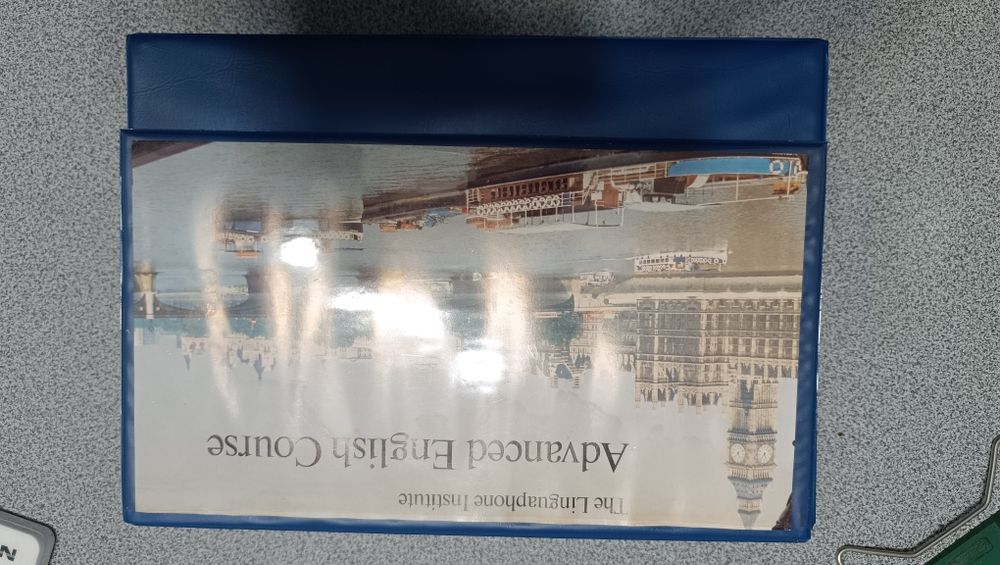 The Linguaphone Institute
Advanced English Course